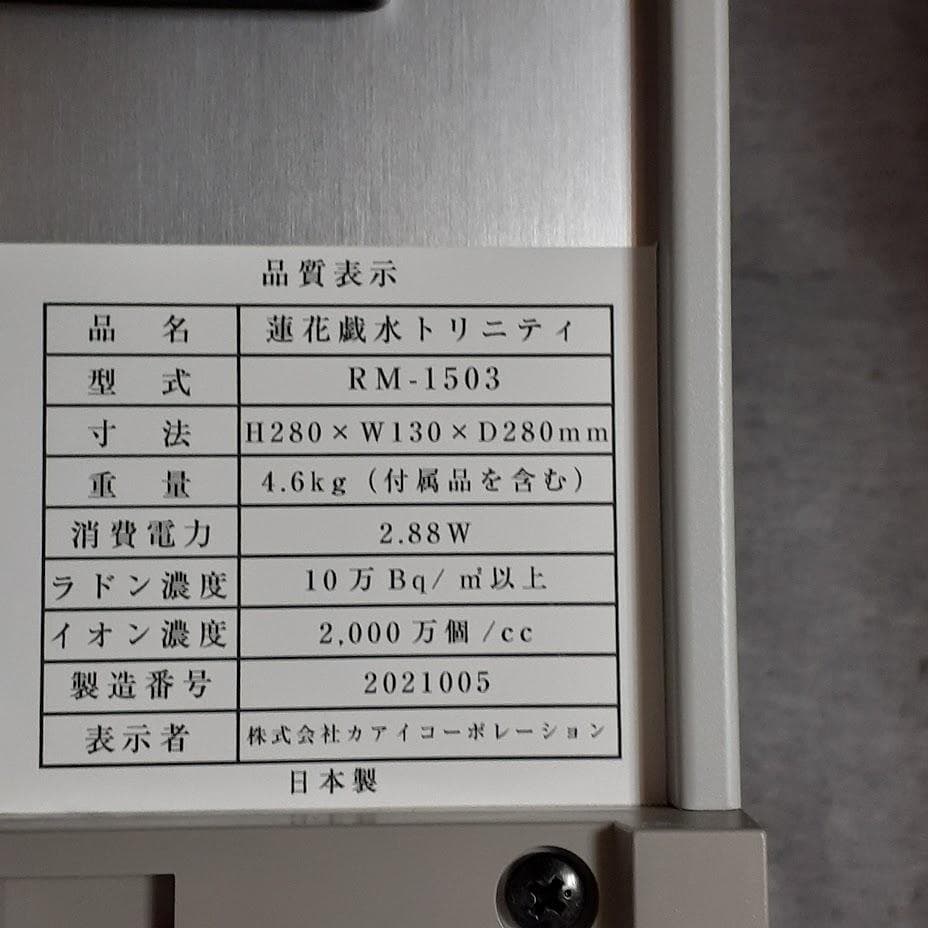 品質表示
品 名 蓮花戯水トリニティ
型 式 RM-1503
寸 法 H280×W130×D280mm
重 量 4.6kg (付属品を含む)
消費電力 2.88W
ラドン濃度 10万Bq/㎥以上
イオン濃度 2,000万個/cc
製造番号 2021005
表示者 株式会社カアイコーポレーション
日本製